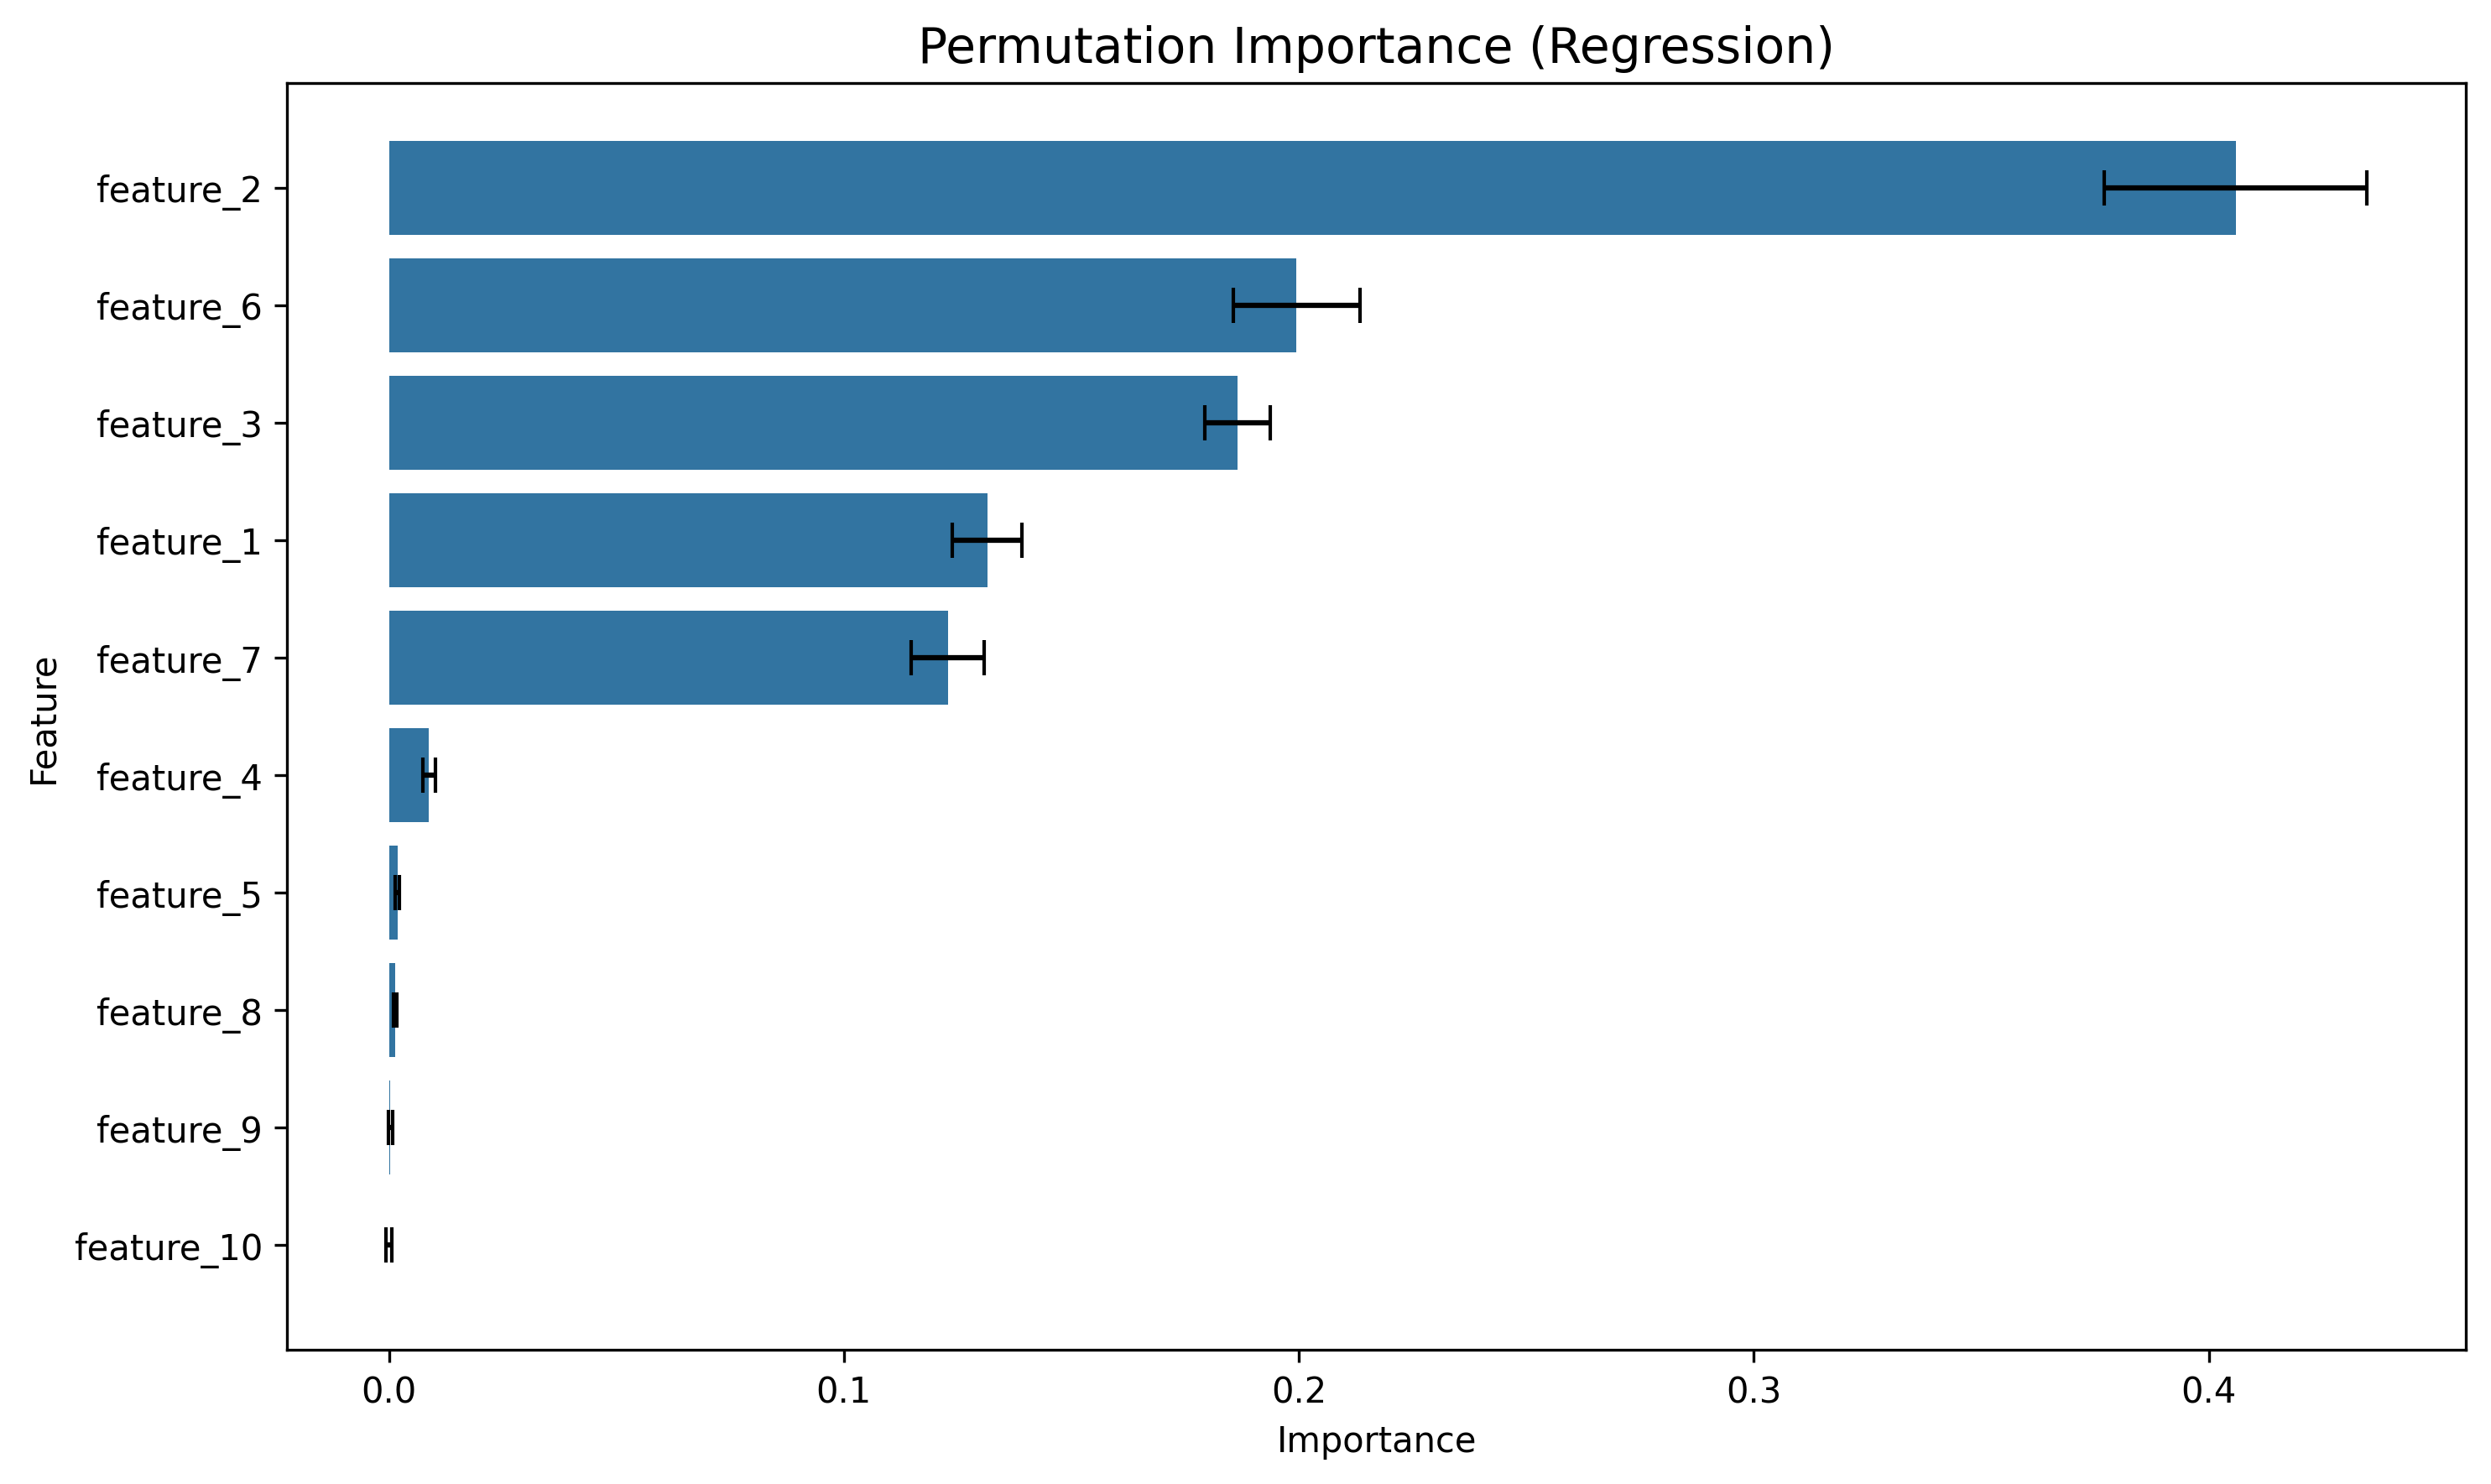 Permutation Importance (Regression)
Feature
feature_2
feature_6
feature_3
feature_1
feature_7
feature_4
feature_5
feature_8
feature_9
feature_10
0.0 0.1 0.2 0.3 0.4
Importance